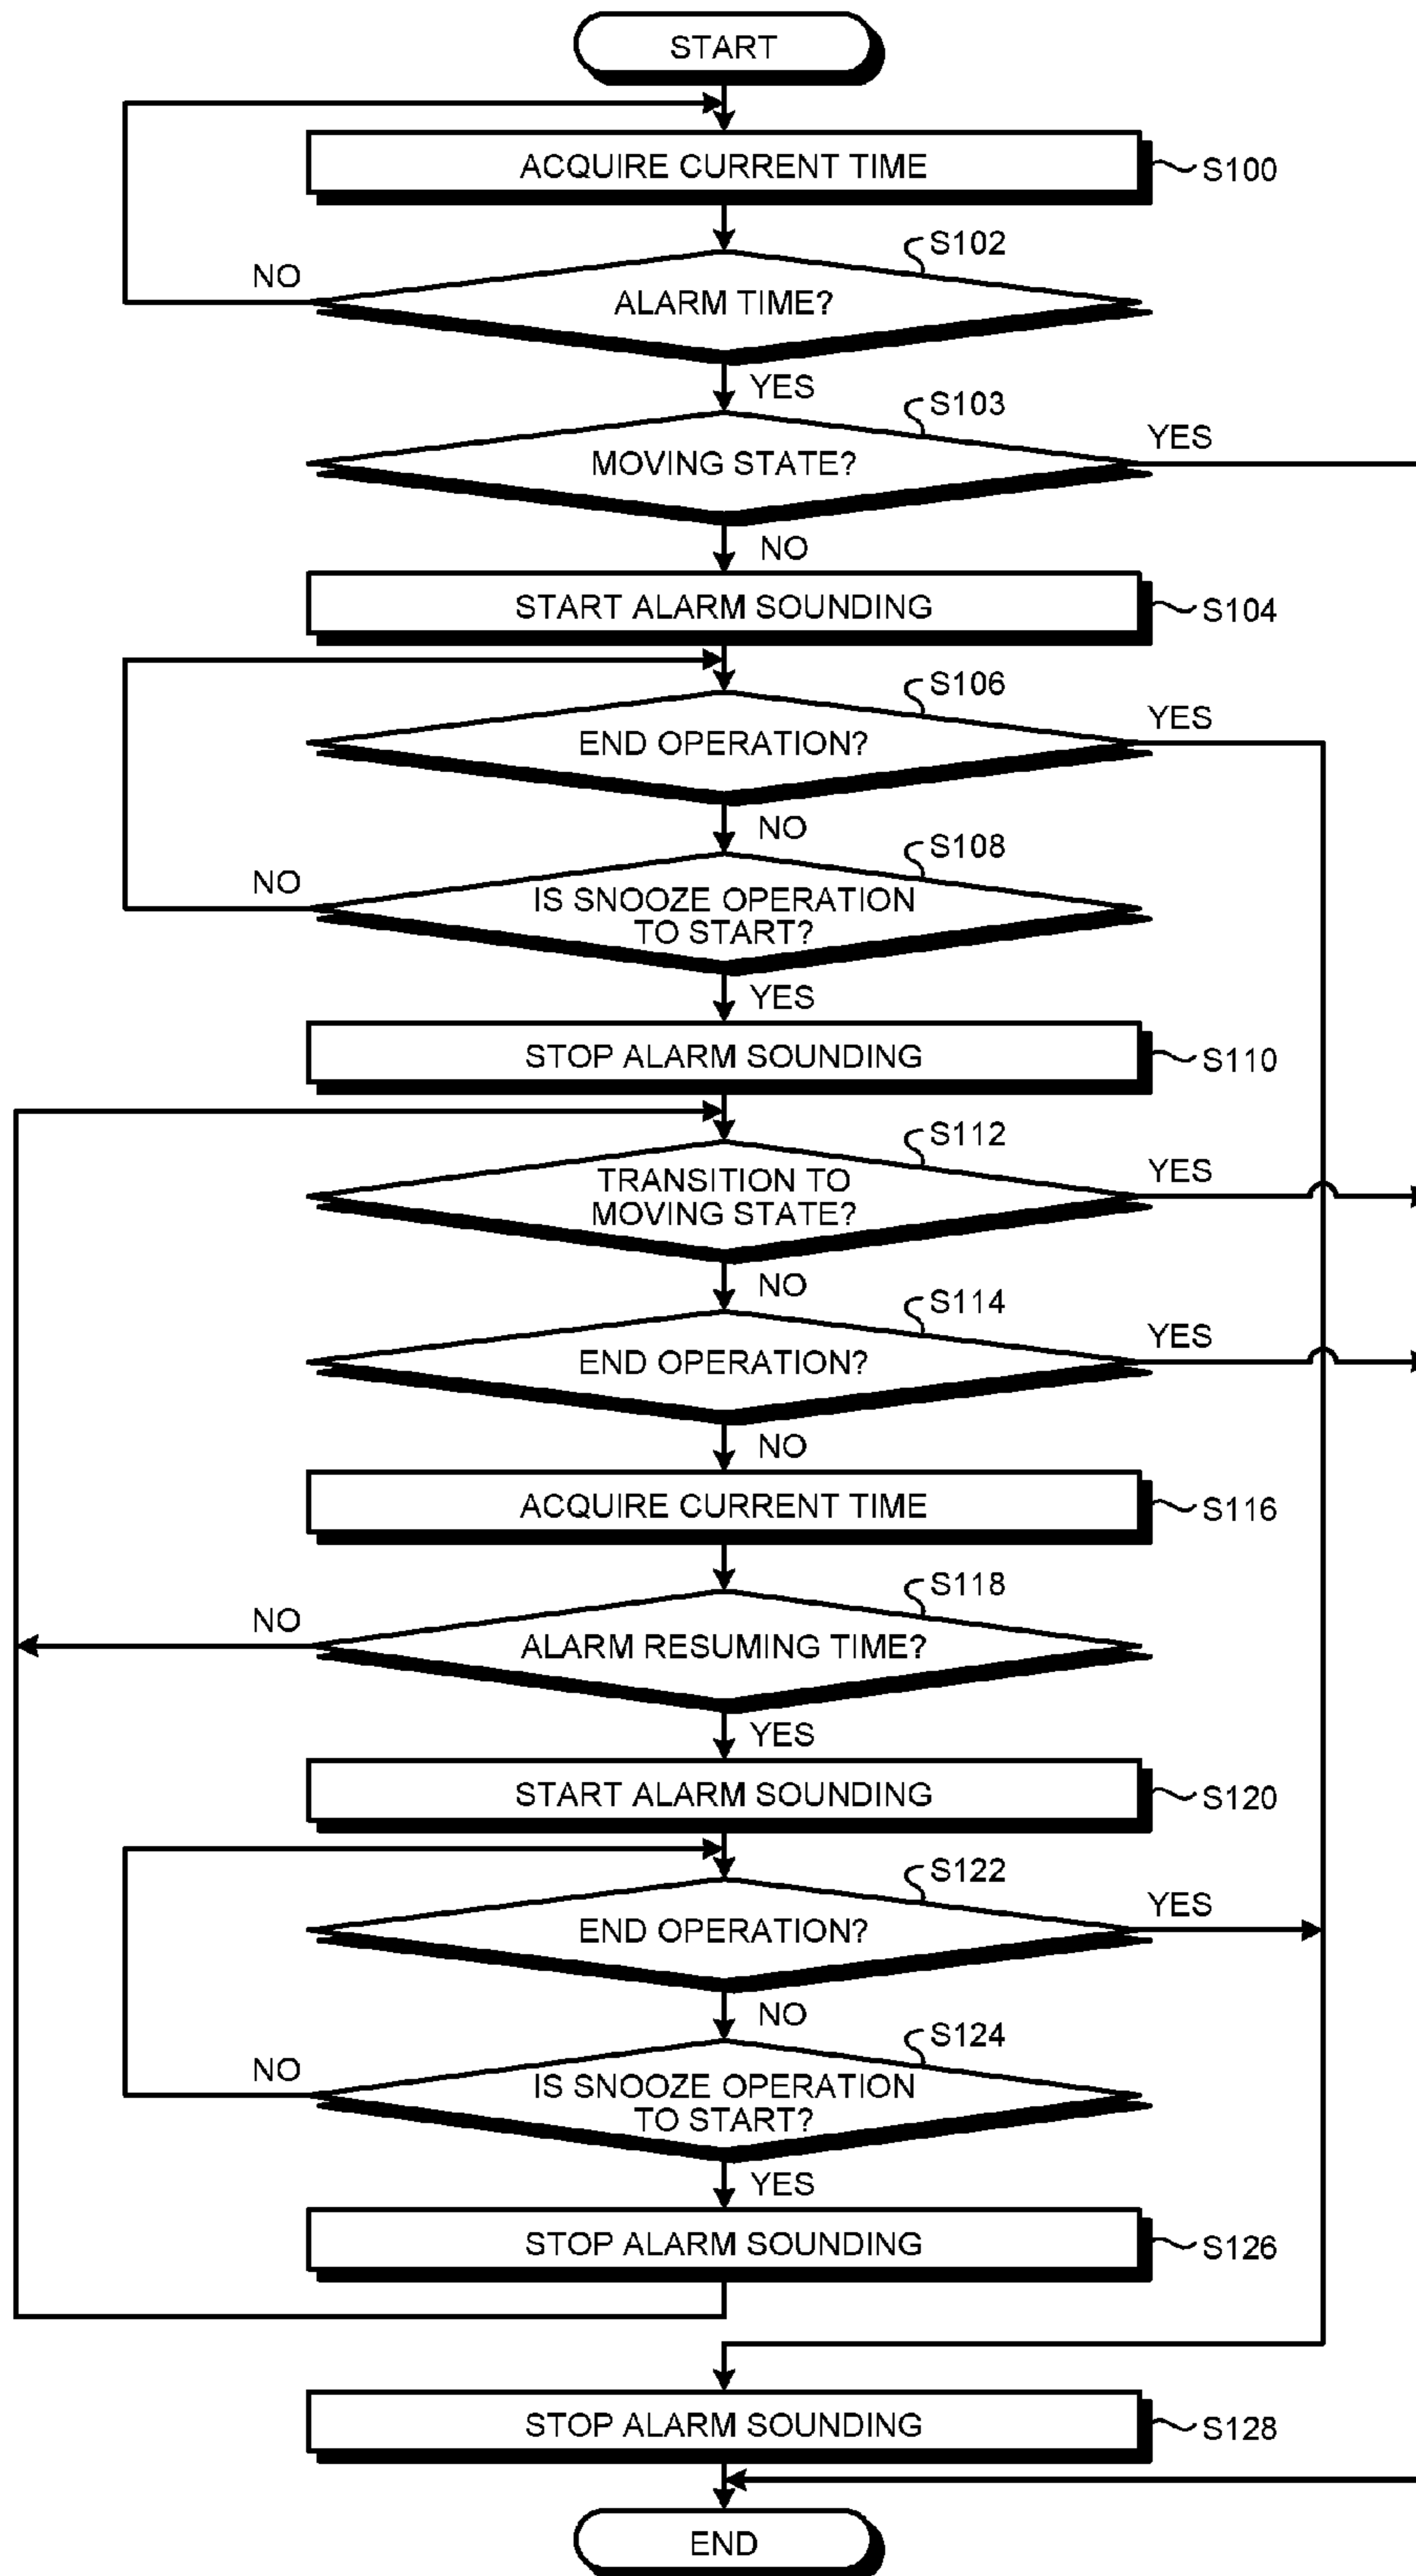 START
ACQUIRE CURRENT TIME
S100
S102
NO
ALARM TIME?
YES
S103
YES
MOVING STATE?
NO
START ALARM SOUNDING
S104
S106
YES
END OPERATION?
NO
S108
NO
IS SNOOZE OPERATION
TO START?
YES
STOP ALARM SOUNDING
S110
S112
YES
TRANSITION TO
MOVING STATE?
NO
S114
YES
END OPERATION?
NO
ACQUIRE CURRENT TIME
S116
S118
NO
ALARM RESUMING TIME?
YES
START ALARM SOUNDING
S120
S122
YES
END OPERATION?
NO
S124
NO
IS SNOOZE OPERATION
TO START?
YES
STOP ALARM SOUNDING
S126
STOP ALARM SOUNDING
S128
END